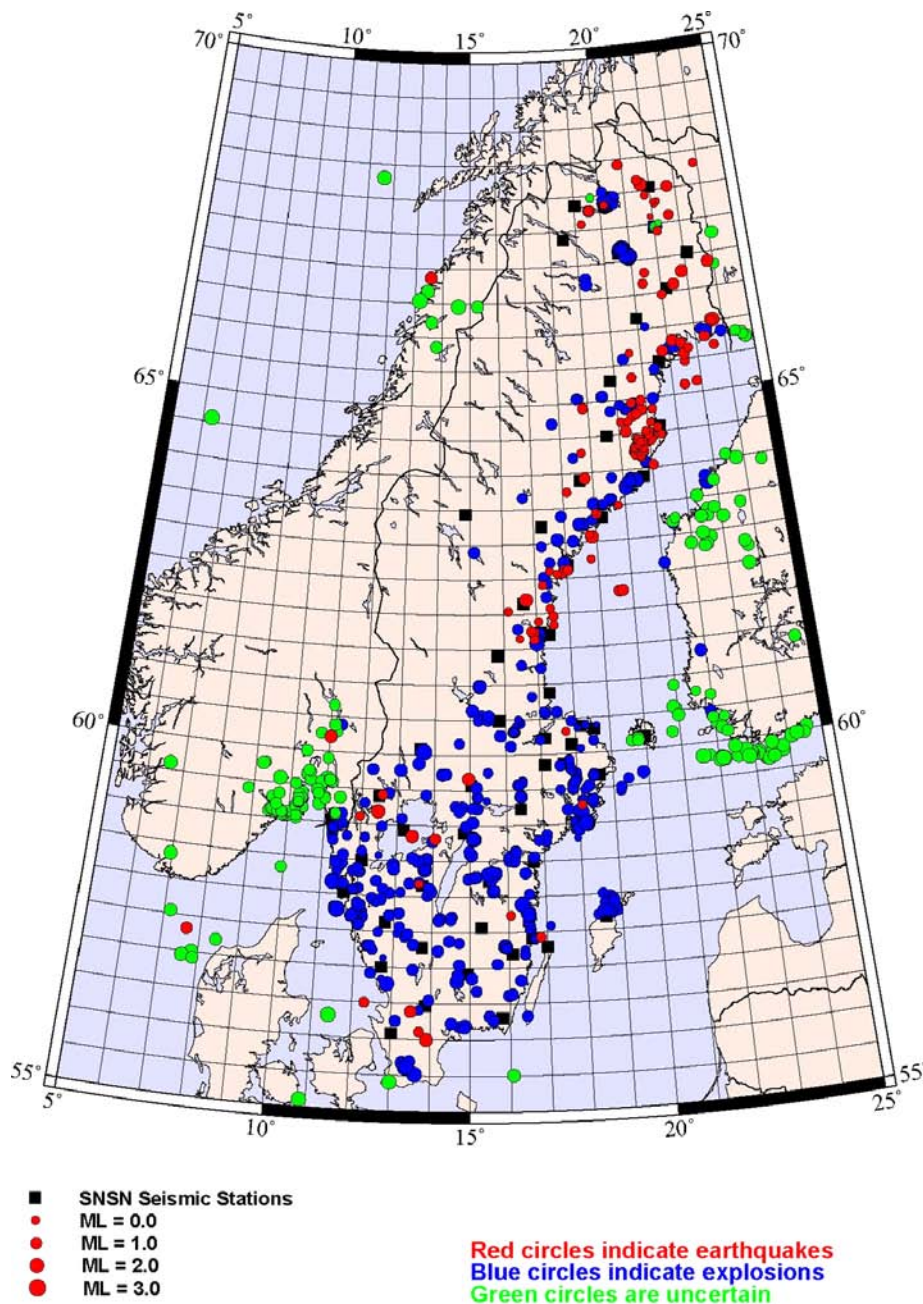 5° 25°
70° 10° 15° 20° 70°
65° 65°
60° 60°
55° 55°
5° 25°
10° 15° 20°
SNSN Seismic Stations
ML = 0.0
ML = 1.0
ML = 2.0
ML = 3.0
Red circles indicate earthquakes
Blue circles indicate explosions
Green circles are uncertain